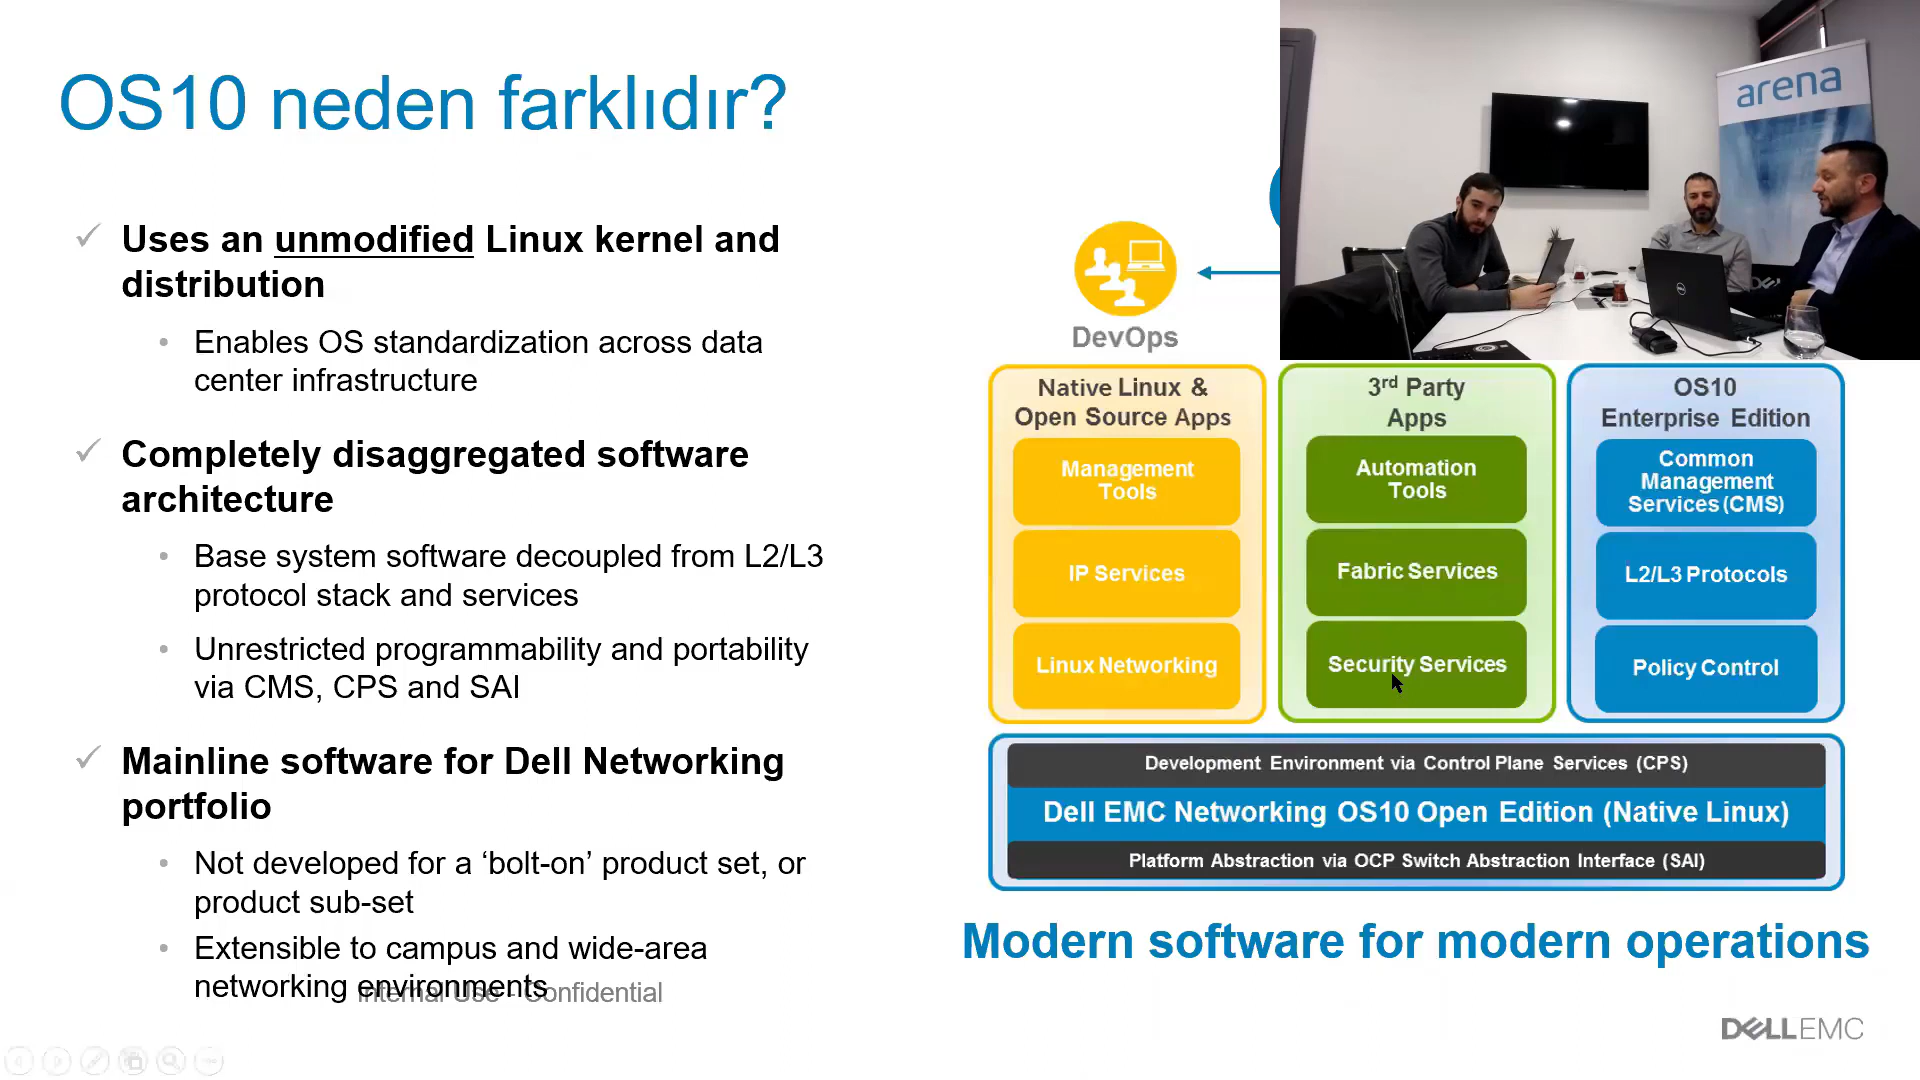 OS10 neden farklıdır?
Uses an unmodified Linux kernel and
distribution
Enables OS standardization across data
center infrastructure
Completely disaggregated software
architecture
Base system software decoupled from L2/L3
protocol stack and services
Unrestricted programmability and portability
via CMS, CPS and SAI
Mainline software for Dell Networking
portfolio
Not developed for a ‘bolt-on’ product set, or
product sub-set
Extensible to campus and wide-area
networking environments
Internal Use - Confidential
arena
DELL
DevOps
Native Linux &
Open Source Apps
Management
Tools
IP Services
Linux Networking
3rd Party
Apps
Automation
Tools
Fabric Services
Security Services
OS10
Enterprise Edition
Common
Management
Services (CMS)
L2/L3 Protocols
Policy Control
Development Environment via Control Plane Services (CPS)
Dell EMC Networking OS10 Open Edition (Native Linux)
Platform Abstraction via OCP Switch Abstraction Interface (SAI)
Modern software for modern operations
DELLEMC